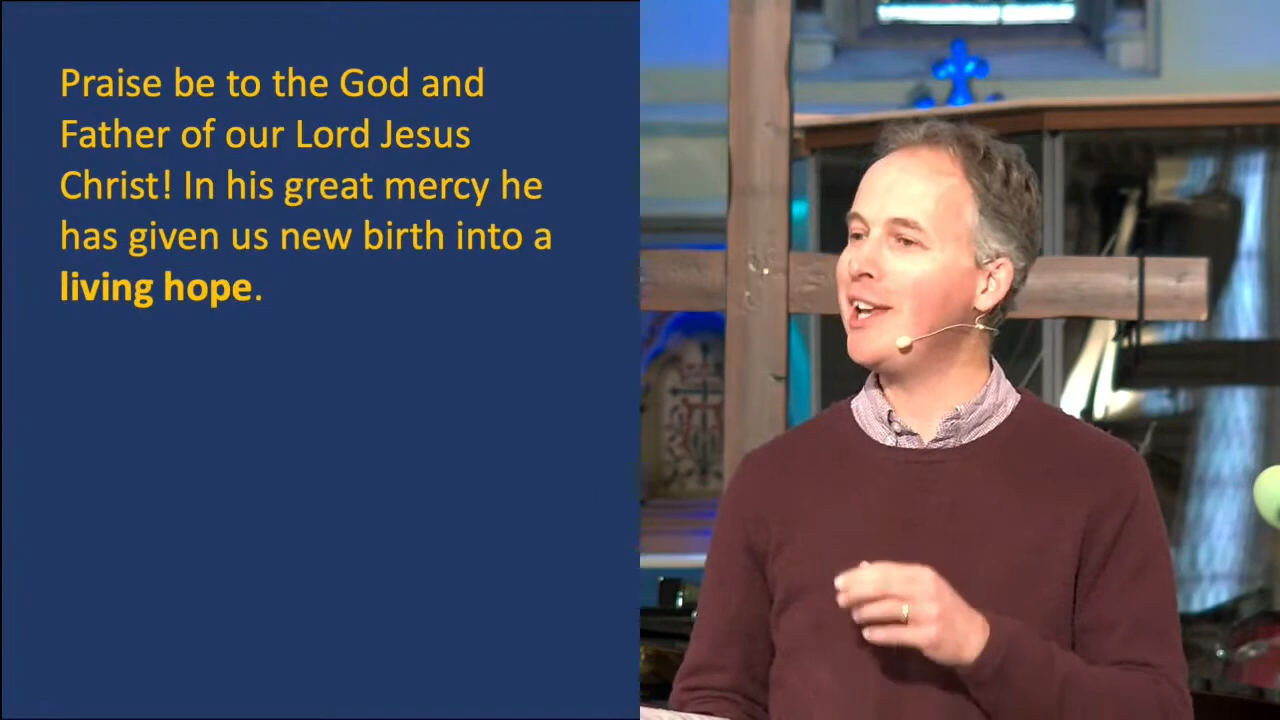 Praise be to the God and
Father of our Lord Jesus
Christ! In his great mercy he
has given us new birth into a
living hope.